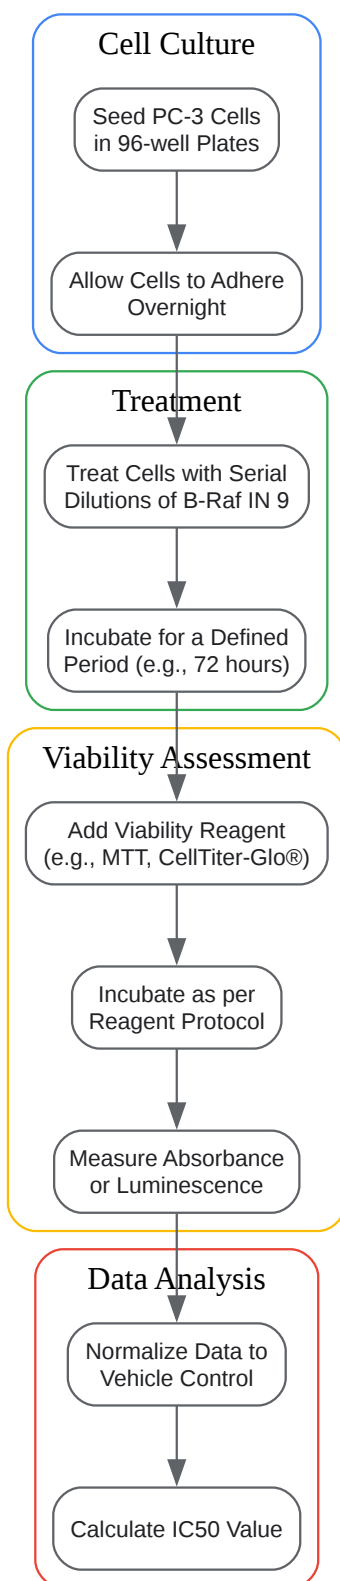 Cell Culture
Seed PC-3 Cells
in 96-well Plates
Allow Cells to Adhere
Overnight
Treatment
Treat Cells with Serial
Dilutions of B-Raf IN 9
Incubate for a Defined
Period (e.g., 72 hours)
Viability Assessment
Add Viability Reagent
(e.g., MTT, CellTiter-Glo®)
Incubate as per
Reagent Protocol
Measure Absorbance
or Luminescence
Data Analysis
Normalize Data to
Vehicle Control
Calculate IC50 Value